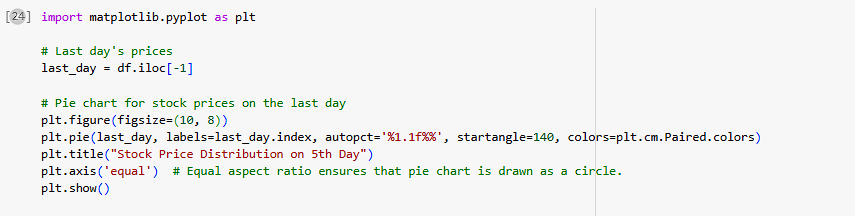 [24] import matplotlib.pyplot as plt
# Last day's prices
last_day = df.iloc[-1]
# Pie chart for stock prices on the last day
plt.figure(figsize=(10, 8))
plt.pie(last_day, labels=last_day.index, autopct='%1.1f%%', startangle=140, colors=plt.cm.Paired.colors)
plt.title("Stock Price Distribution on 5th Day")
plt.axis('equal')  # Equal aspect ratio ensures that pie chart is drawn as a circle.
plt.show()